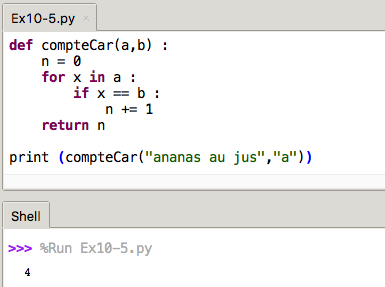 Ex10-5.py ×
def compteCar(a,b) :
    n = 0
    for x in a :
        if x == b :
            n += 1
    return n
print (compteCar("ananas au jus","a"))
Shell
>>> %Run Ex10-5.py
4